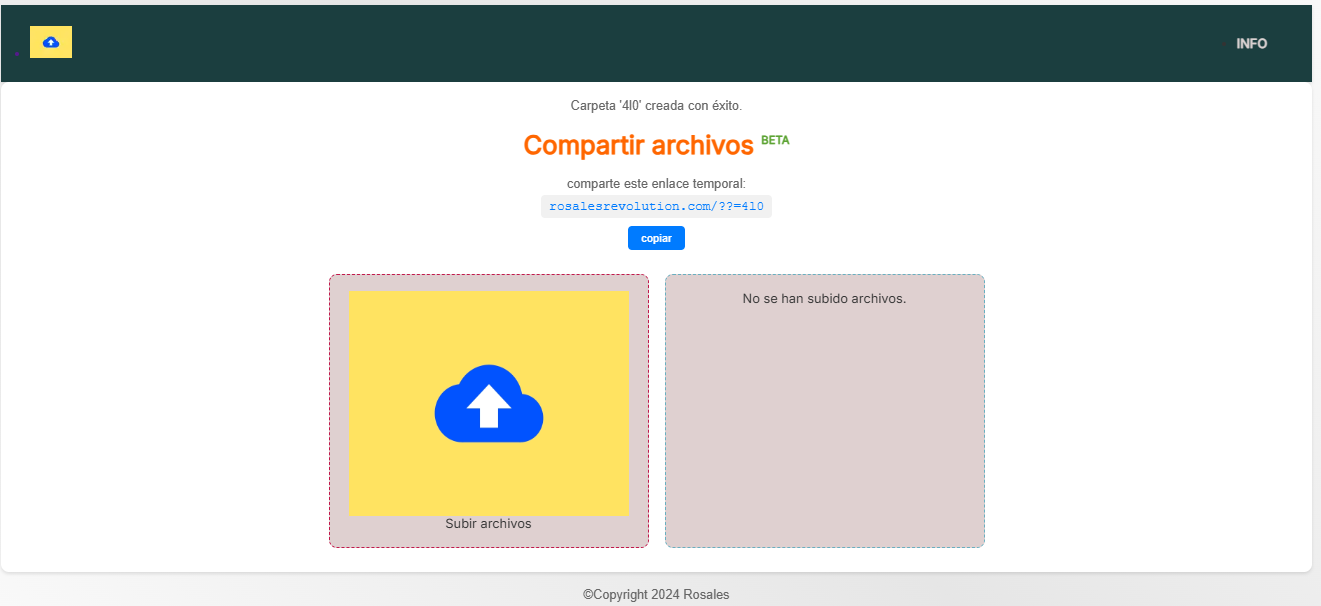 INFO
Carpeta '4l0' creada con éxito.
Compartir archivos BETA
comparte este enlace temporal:
rosalesrevolution.com/??=4l0
copiar
No se han subido archivos.
Subir archivos
©Copyright 2024 Rosales